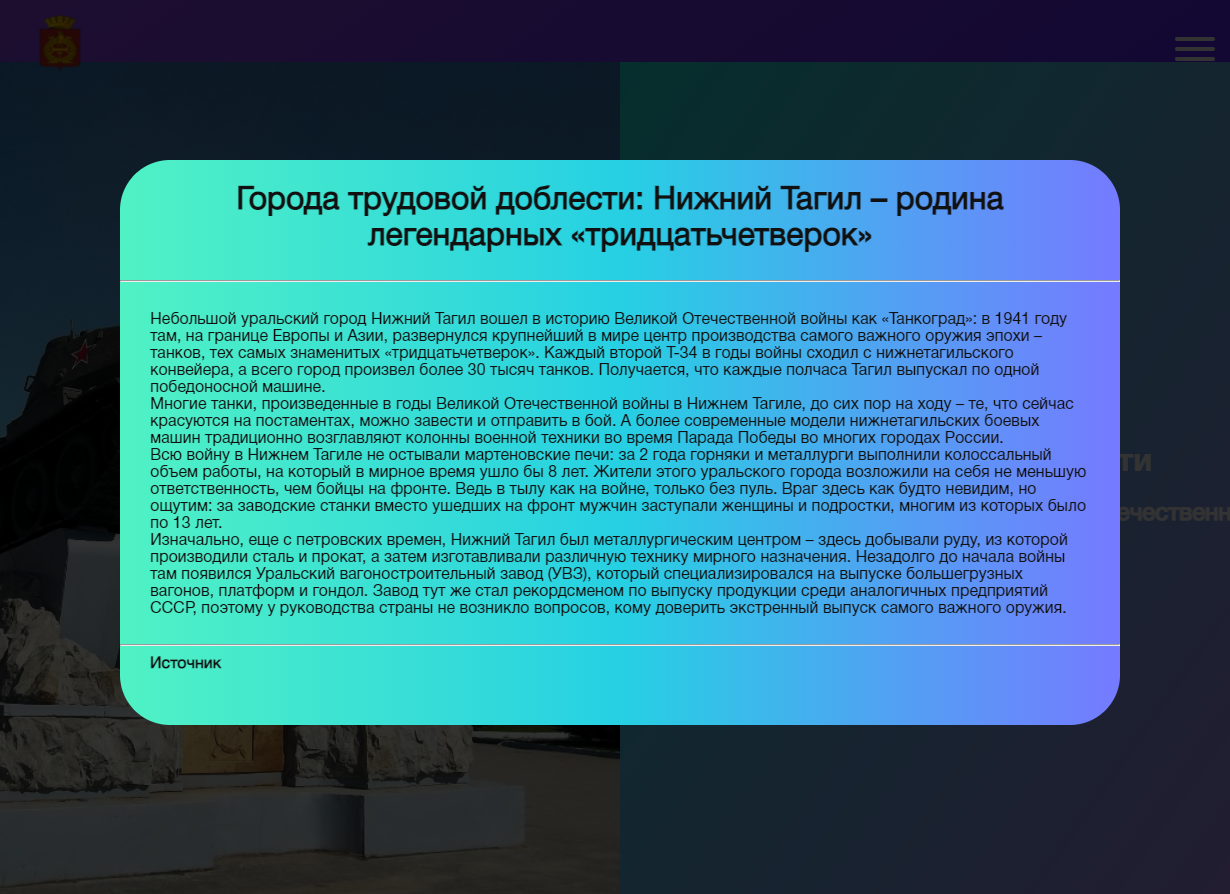 Города трудовой доблести: Нижний Тагил – родина
легендарных «тридцатьчетверок»
Небольшой уральский город Нижний Тагил вошел в историю Великой Отечественной войны как «Танкоград»: в 1941 году
там, на границе Европы и Азии, развернулся крупнейший в мире центр производства самого важного оружия эпохи –
танков, тех самых знаменитых «тридцатьчетверок». Каждый второй Т-34 в годы войны сходил с нижнетагильского
конвейера, а всего город произвел более 30 тысяч танков. Получается, что каждые полчаса Тагил выпускал по одной
победоносной машине.
Многие танки, произведенные в годы Великой Отечественной войны в Нижнем Тагиле, до сих пор на ходу – те, что сейчас
красуются на постаментах, можно завести и отправить в бой. А более современные модели нижнетагильских боевых
машин традиционно возглавляют колонны военной техники во время Парада Победы во многих городах России.
Всю войну в Нижнем Тагиле не остывали мартеновские печи: за 2 года горняки и металлурги выполнили колоссальный
объем работы, на который в мирное время ушло бы 8 лет. Жители этого уральского города возложили на себя не меньшую
ответственность, чем бойцы на фронте. Ведь в тылу как на войне, только без пуль. Враг здесь как будто невидим, но
ощутим: за заводские станки вместо ушедших на фронт мужчин заступали женщины и подростки, многим из которых было
по 13 лет.
Изначально, еще с петровских времен, Нижний Тагил был металлургическим центром – здесь добывали руду, из которой
производили сталь и прокат, а затем изготавливали различную технику мирного назначения. Незадолго до начала войны
там появился Уральский вагоностроительный завод (УВЗ), который специализировался на выпуске большегрузных
вагонов, платформ и гондол. Завод тут же стал рекордсменом по выпуску продукции среди аналогичных предприятий
СССР, поэтому у руководства страны не возникло вопросов, кому доверить экстренный выпуск самого важного оружия.
Источник
ти
ечественн